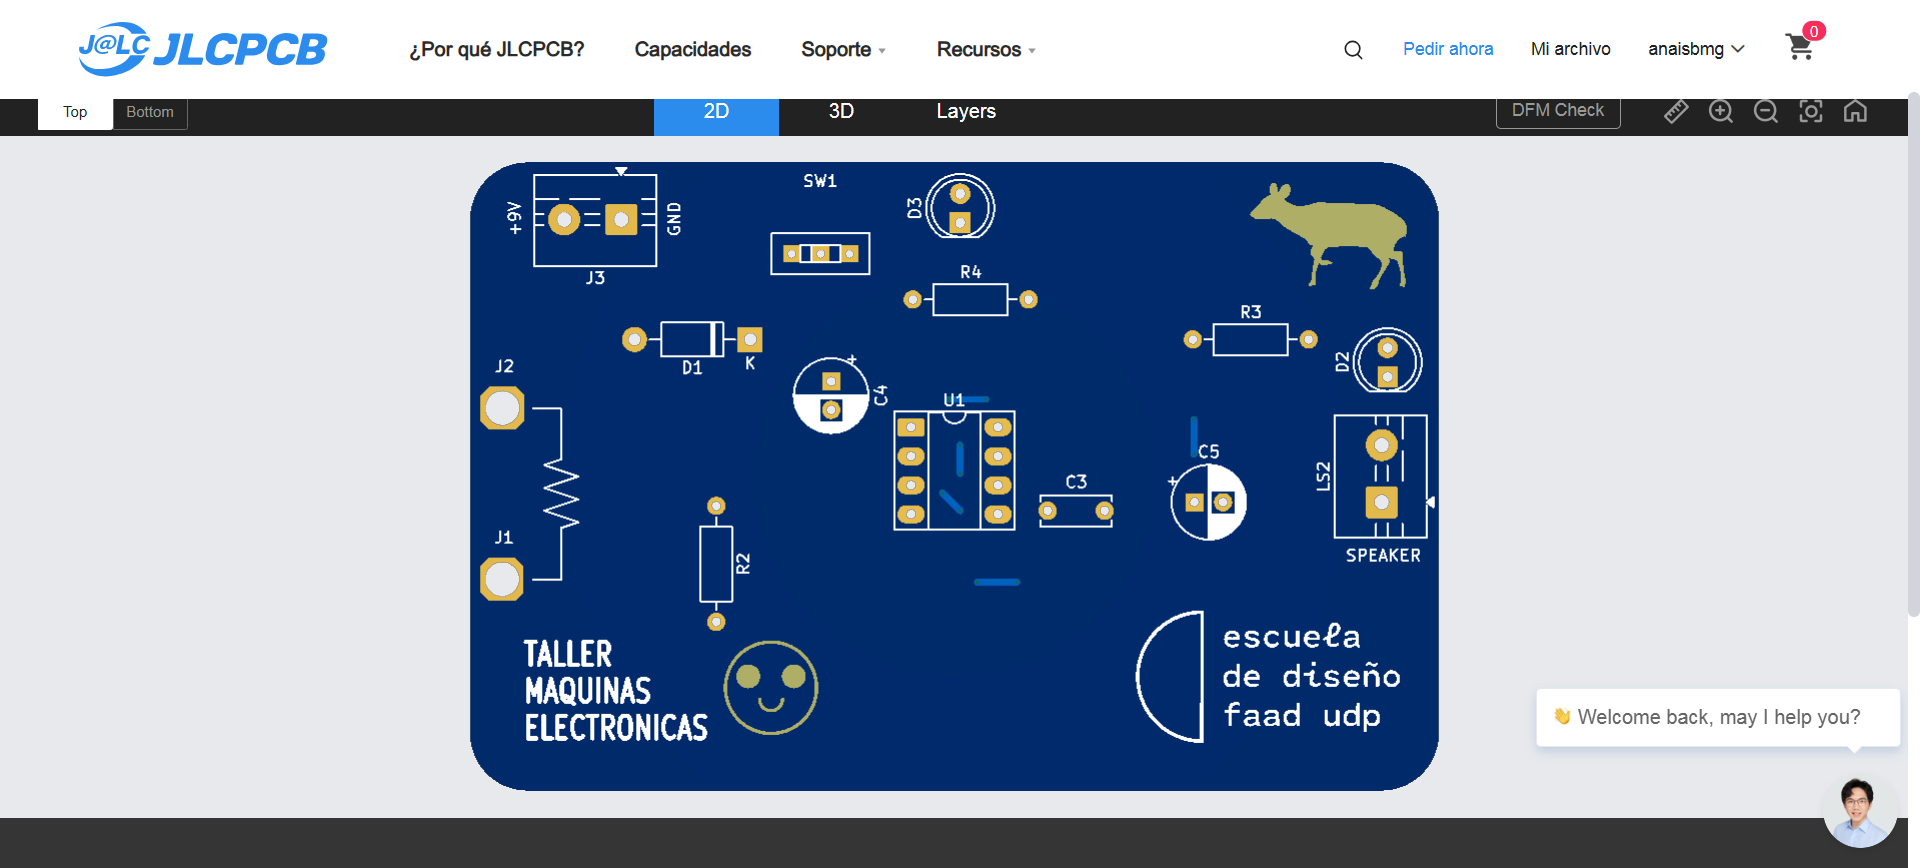 J@LC JLCPCB
¿Por qué JLCPCB?
Capacidades
Soporte
Recursos
Pedir ahora
Mi archivo
anaisbmg
0
Top
Bottom
2D
3D
Layers
DFM Check
+9V
GND
J3
SW1
D3
R4
R3
D1
K
J2
C4
+
U1
D2
C5
+
C3
LS2
SPEAKER
J1
R2
TALLER
MAQUINAS
ELECTRONICAS
escuela
de diseño
faad udp
👋 Welcome back, may I help you?